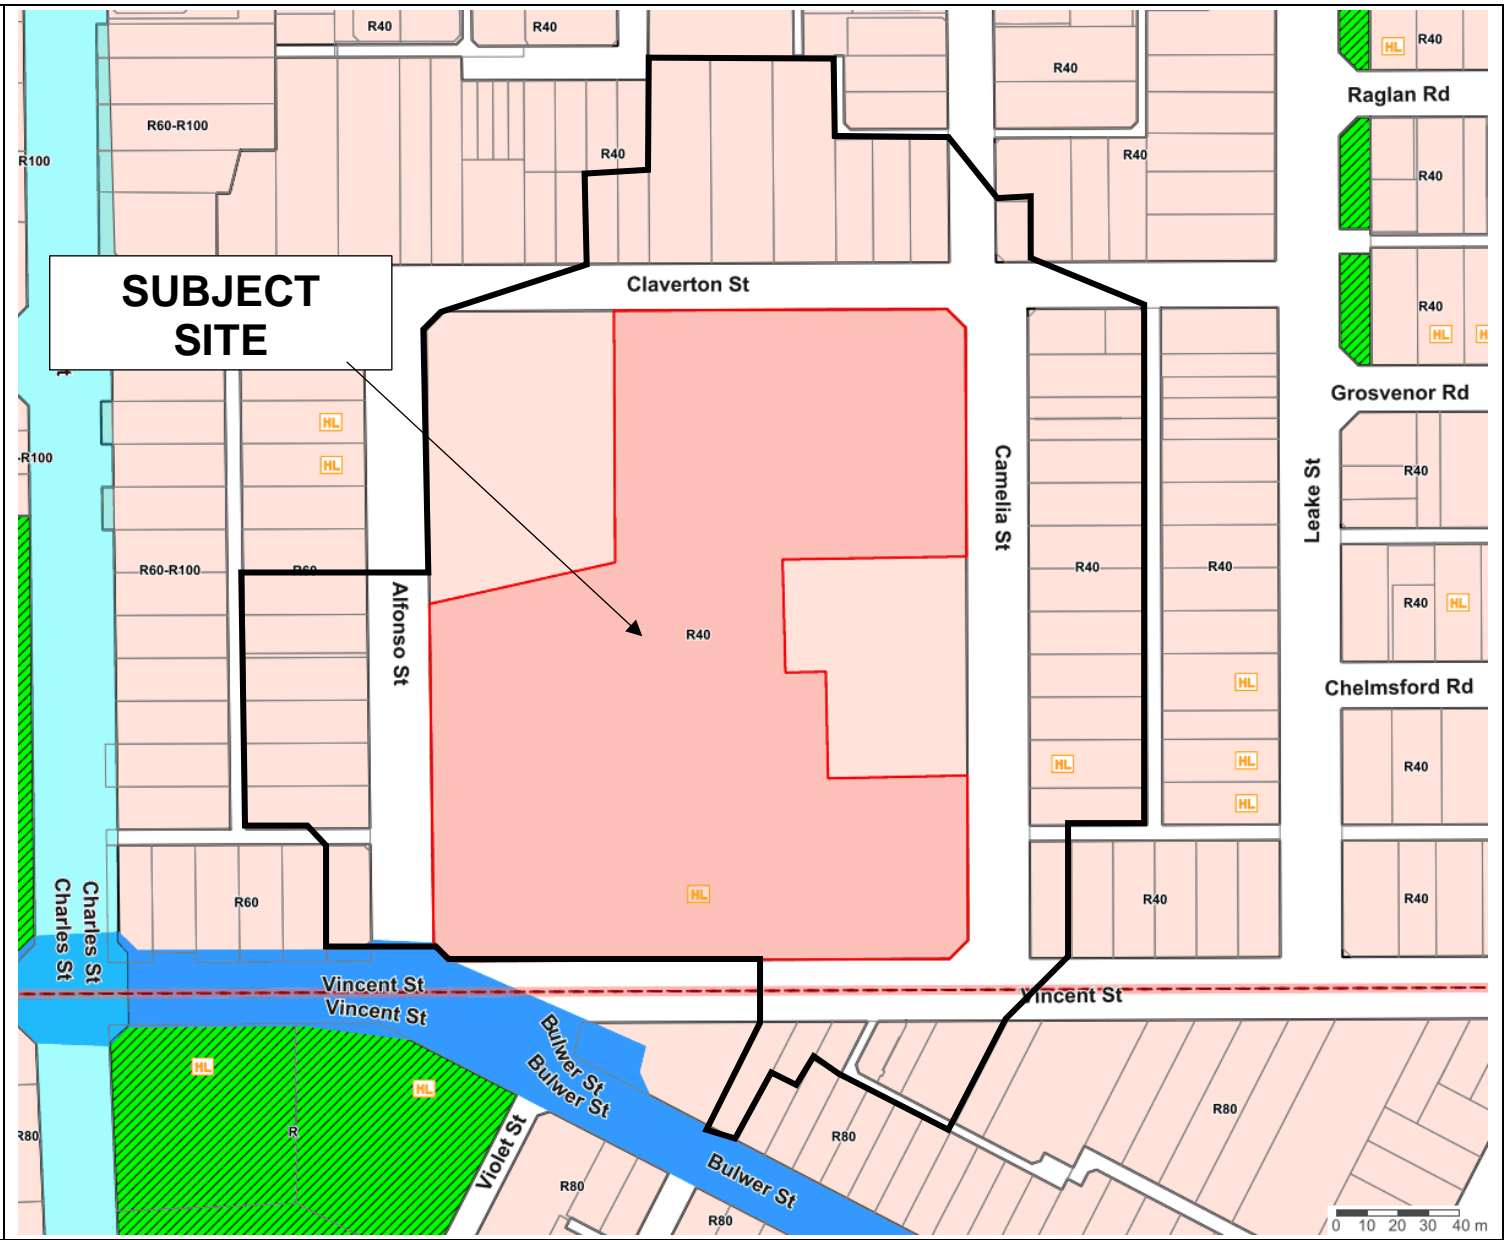 R40
R40
R40
HL
R40
Raglan Rd
R60-R100
R100
R40
R40
R40
SUBJECT
SITE
Claverton St
R40
HL
Grosvenor Rd
HL
HL
-R100
Camelia St
Leake St
R40
R60-R100
R60
Alfonso St
R40
R40
R40
R40
HL
HL
Chelmsford Rd
HL
HL
R40
HL
HL
R60
R40
R40
Charles St
Charles St
Vincent St
Vincent St
Vincent St
Bulwer St
Bulwer St
HL
HL
R
R80
Violet St
R80
R80
Bulwer St
R80
R80
0 10 20 30 40 m